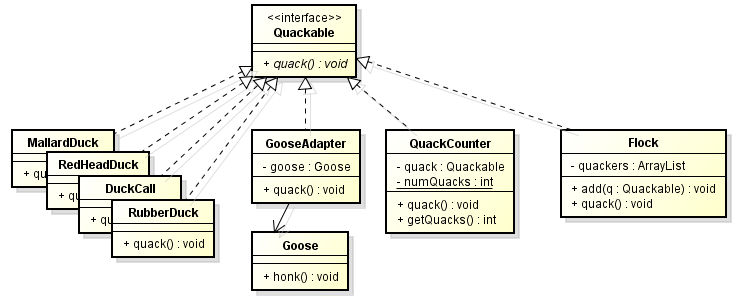 <<interface>>
Quackable
+ quack() : void
MallardDuck
+ qu
RedHeadDuck
+ qu
DuckCall
+ qu
RubberDuck
+ quack() : void
GooseAdapter
- goose : Goose
+ quack() : void
Goose
+ honk() : void
QuackCounter
- quack : Quackable
- numQuacks : int
+ quack() : void
+ getQuacks() : int
Flock
- quackers : ArrayList
+ add(q : Quackable) : void
+ quack() : void